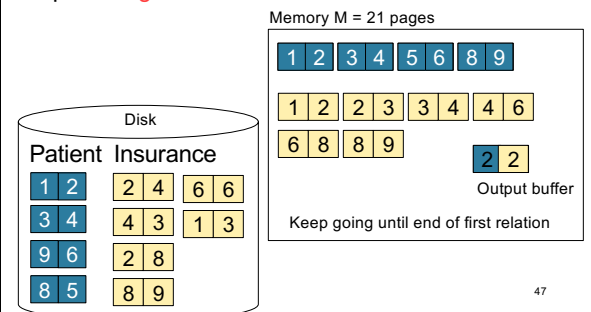 Memory M = 21 pages
1 2 3 4 5 6 8 9
1 2 2 3 3 4 4 6
6 8 8 9
2 2
Output buffer
Keep going until end of first relation
Disk
Patient Insurance
1 2 2 4 6 6
3 4 4 3 1 3
9 6 2 8
8 5 8 9
47